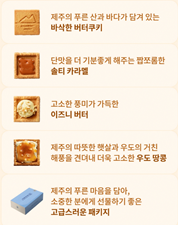 제주의 푸른 산과 바다가 담겨 있는
바삭한 버터쿠키
단맛을 더 기분좋게 해주는 짭쪼롬한
솔티 카라멜
고소한 풍미가 가득한
이즈니 버터
제주의 따뜻한 햇살과 우도의 거친
해풍을 견뎌내 더욱 고소한 우도 땅콩
제주의 푸른 마음을 담아,
소중한 분에게 선물하기 좋은
고급스러운 패키지